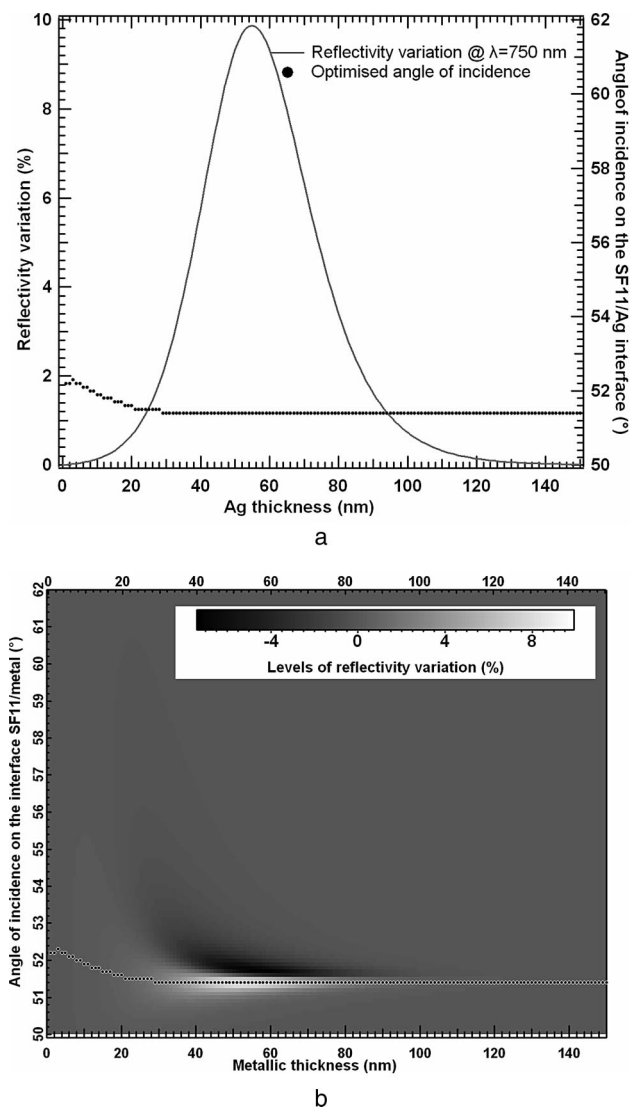 10
8
6
4
2
0
Reflectivity variation (%)
62
60
58
56
54
52
50
Angleof incidence on the SF11/Ag interface (°)
Reflectivity variation @ λ=750 nm
Optimised angle of incidence
0 20 40 60 80 100 120 140
Ag thickness (nm)
a
0 20 40 60 80 100 120 140
62
61
60
59
58
57
56
55
54
53
52
51
50
Angle of incidence on the interface SF11/metal (°)
-4 0 4 8
Levels of reflectivity variation (%)
0 20 40 60 80 100 120 140
Metallic thickness (nm)
b